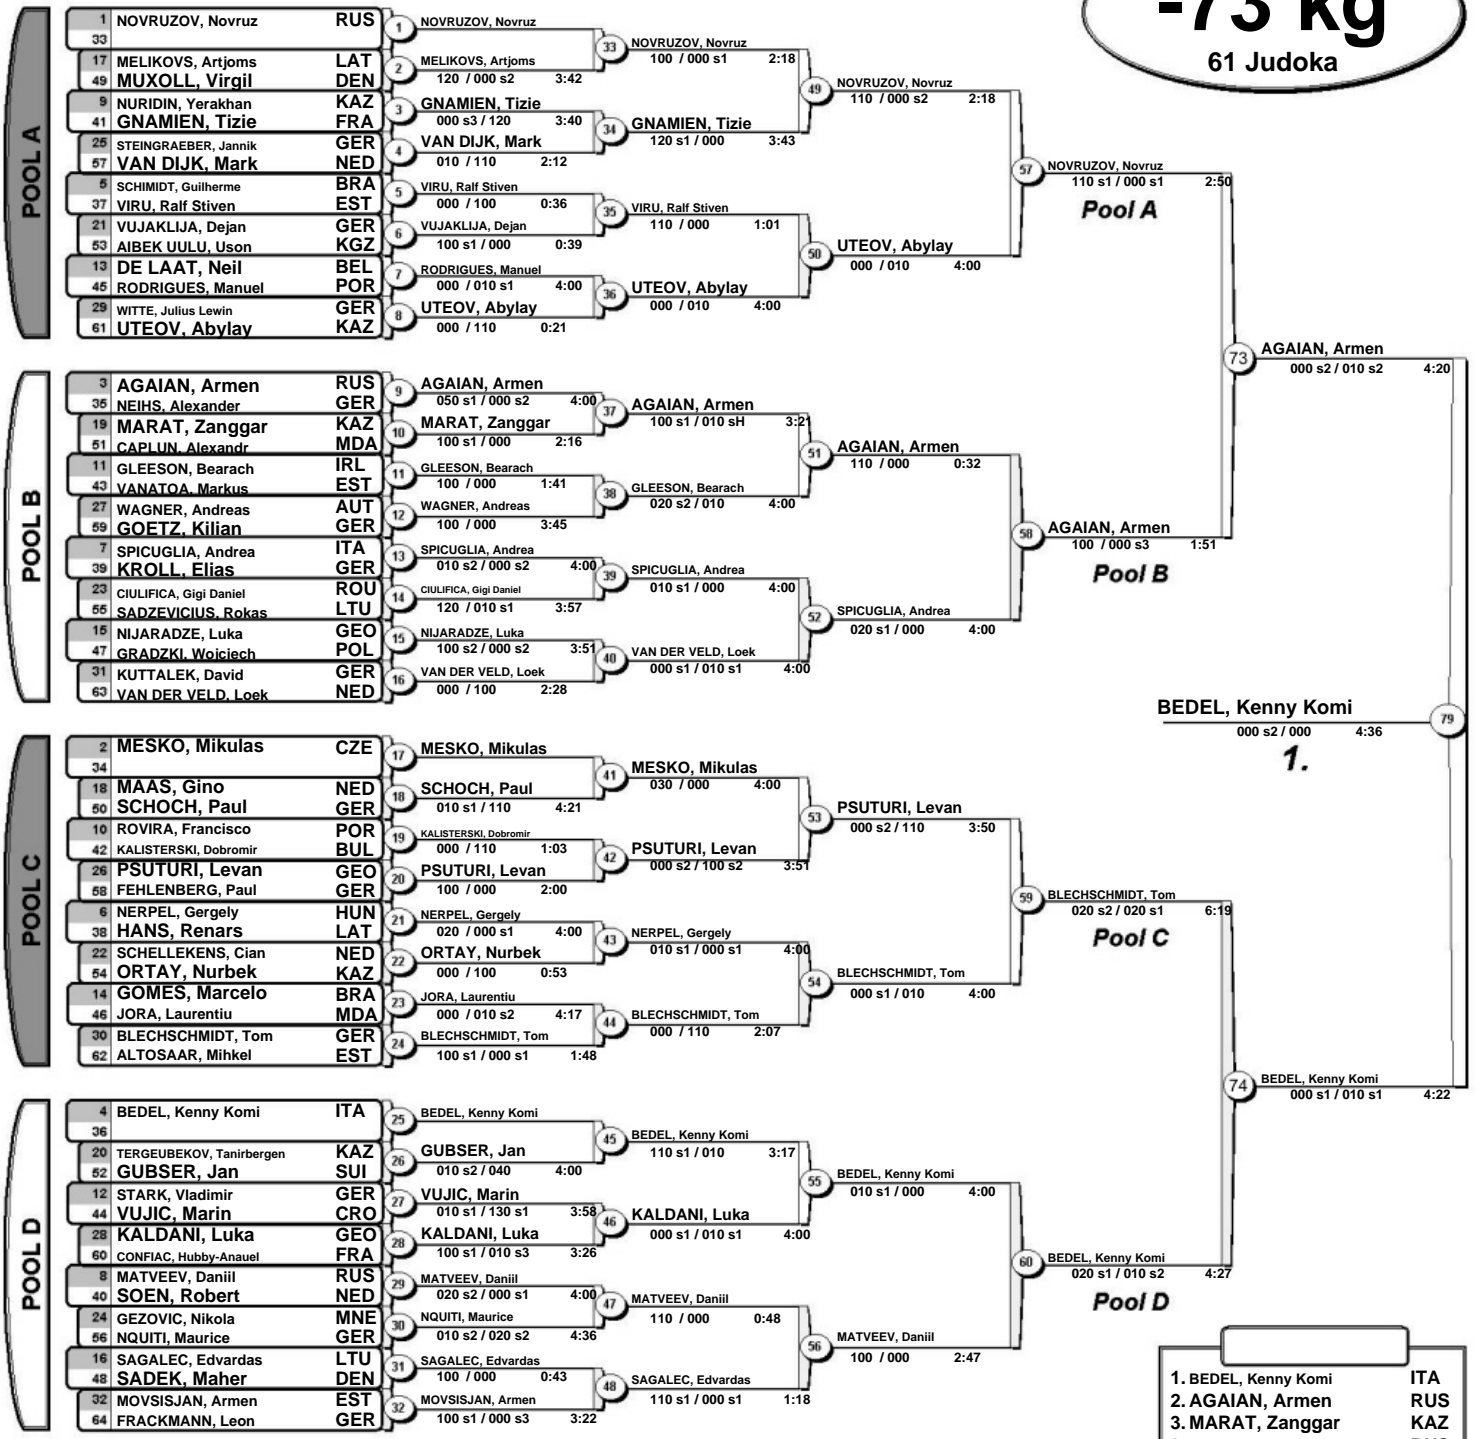 -73 kg
61 Judoka
POOL A
1 NOVRUZOV, Novruz RUS
33
17 MELIKOVS, Artjoms LAT
49 MUXOLL, Virgil DEN
9 NURIDIN, Yerakhan KAZ
41 GNAMIEN, Tizie FRA
25 STEINGRAEBER, Jannik GER
57 VAN DIJK, Mark NED
5 SCHIMIDT, Guilherme BRA
37 VIRU, Ralf Stiven EST
21 VUJAKLIJA, Dejan GER
53 AIBEK UULU, Uson KGZ
13 DE LAAT, Neil BEL
45 RODRIGUES, Manuel POR
29 WITTE, Julius Lewin GER
61 UTEOV, Abylay KAZ
1 NOVRUZOV, Novruz
2 MELIKOVS, Artjoms
120 / 000 s2 3:42
3 GNAMIEN, Tizie
000 s3 / 120 3:40
4 VAN DIJK, Mark
010 / 110 2:12
5 VIRU, Ralf Stiven
000 / 100 0:36
6 VUJAKLIJA, Dejan
100 s1 / 000 0:39
7 RODRIGUES, Manuel
000 / 010 s1 4:00
8 UTEOV, Abylay
000 / 110 0:21
33 NOVRUZOV, Novruz
100 / 000 s1 2:18
34 GNAMIEN, Tizie
120 s1 / 000 3:43
35 VIRU, Ralf Stiven
110 / 000 1:01
36 UTEOV, Abylay
000 / 010 4:00
49 NOVRUZOV, Novruz
110 / 000 s2 2:18
50 UTEOV, Abylay
000 / 010 4:00
57 NOVRUZOV, Novruz
110 s1 / 000 s1 2:50
Pool A
POOL B
3 AGAIAN, Armen RUS
35 NEIHS, Alexander GER
19 MARAT, Zanggar KAZ
51 CAPLUN, Alexandr MDA
11 GLEESON, Bearach IRL
43 VANATOA, Markus EST
27 WAGNER, Andreas AUT
59 GOETZ, Kilian GER
7 SPICUGLIA, Andrea ITA
39 KROLL, Elias GER
23 CIULIFICA, Gigi Daniel ROU
55 SADZEVICIUS, Rokas LTU
15 NIJARADZE, Luka GEO
47 GRADZKI, Wojciech POL
31 KUTTALEK, David GER
63 VAN DER VELD, Loek NED
9 AGAIAN, Armen
050 s1 / 000 s2 4:00
10 MARAT, Zanggar
100 s1 / 000 2:16
11 GLEESON, Bearach
100 / 000 1:41
12 WAGNER, Andreas
100 / 000 3:45
13 SPICUGLIA, Andrea
010 s2 / 000 s2 4:00
14 CIULIFICA, Gigi Daniel
120 / 010 s1 3:57
15 NIJARADZE, Luka
100 s2 / 000 s2 3:51
16 VAN DER VELD, Loek
000 / 100 2:28
37 AGAIAN, Armen
100 s1 / 010 sH 3:21
38 GLEESON, Bearach
020 s2 / 010 4:00
39 SPICUGLIA, Andrea
010 s1 / 000 4:00
40 VAN DER VELD, Loek
000 s1 / 010 s1 4:00
51 AGAIAN, Armen
110 / 000 0:32
52 SPICUGLIA, Andrea
020 s1 / 000 4:00
58 AGAIAN, Armen
100 / 000 s3 1:51
Pool B
73 AGAIAN, Armen
000 s2 / 010 s2 4:20
BEDEL, Kenny Komi 79
000 s2 / 000 4:36
1.
POOL C
2 MESKO, Mikulas CZE
34
18 MAAS, Gino NED
50 SCHOCH, Paul GER
10 ROVIRA, Francisco POR
42 KALISTERSKI, Dobromir BUL
26 PSUTURI, Levan GEO
58 FEHLENBERG, Paul GER
6 NERPEL, Gergely HUN
38 HANS, Renars LAT
22 SCHELLEKENS, Cian NED
54 ORTAY, Nurbek KAZ
14 GOMES, Marcelo BRA
46 JORA, Laurentiu MDA
30 BLECHSCHMIDT, Tom GER
62 ALTOSAAR, Mihkel EST
17 MESKO, Mikulas
18 SCHOCH, Paul
010 s1 / 110 4:21
19 KALISTERSKI, Dobromir
000 / 110 1:03
20 PSUTURI, Levan
100 / 000 2:00
21 NERPEL, Gergely
020 / 000 s1 4:00
22 ORTAY, Nurbek
000 / 100 0:53
23 JORA, Laurentiu
000 / 010 s2 4:17
24 BLECHSCHMIDT, Tom
100 s1 / 000 s1 1:48
41 MESKO, Mikulas
030 / 000 4:00
42 PSUTURI, Levan
000 s2 / 100 s2 3:51
43 NERPEL, Gergely
010 s1 / 000 s1 4:00
44 BLECHSCHMIDT, Tom
000 / 110 2:07
53 PSUTURI, Levan
000 s2 / 110 3:50
54 BLECHSCHMIDT, Tom
000 s1 / 010 4:00
59 BLECHSCHMIDT, Tom
020 s2 / 020 s1 6:19
Pool C
74 BEDEL, Kenny Komi
000 s1 / 010 s1 4:22
POOL D
4 BEDEL, Kenny Komi ITA
36
20 TERGEUBEKOV, Tanirbergen KAZ
52 GUBSER, Jan SUI
12 STARK, Vladimir GER
44 VUJIC, Marin CRO
28 KALDANI, Luka GEO
60 CONFIAC, Hubby-Anauel FRA
8 MATVEEV, Daniil RUS
40 SOEN, Robert NED
24 GEZOVIC, Nikola MNE
56 NQUITI, Maurice GER
16 SAGALEC, Edvardas LTU
48 SADEK, Maher DEN
32 MOVSISJAN, Armen EST
64 FRACKMANN, Leon GER
25 BEDEL, Kenny Komi
26 GUBSER, Jan
010 s2 / 040 4:00
27 VUJIC, Marin
010 s1 / 130 s1 3:58
28 KALDANI, Luka
100 s1 / 010 s3 3:26
29 MATVEEV, Daniil
020 s2 / 000 s1 4:00
30 NQUITI, Maurice
010 s2 / 020 s2 4:36
31 SAGALEC, Edvardas
100 / 000 0:43
32 MOVSISJAN, Armen
100 s1 / 000 s3 3:22
45 BEDEL, Kenny Komi
110 s1 / 010 3:17
46 KALDANI, Luka
000 s1 / 010 s1 4:00
47 MATVEEV, Daniil
110 / 000 0:48
48 SAGALEC, Edvardas
110 s1 / 000 s1 1:18
55 BEDEL, Kenny Komi
010 s1 / 000 4:00
56 MATVEEV, Daniil
100 / 000 2:47
60 BEDEL, Kenny Komi
020 s1 / 010 s2 4:27
Pool D
1. BEDEL, Kenny Komi ITA
2. AGAIAN, Armen RUS
3. MARAT, Zanggar KAZ